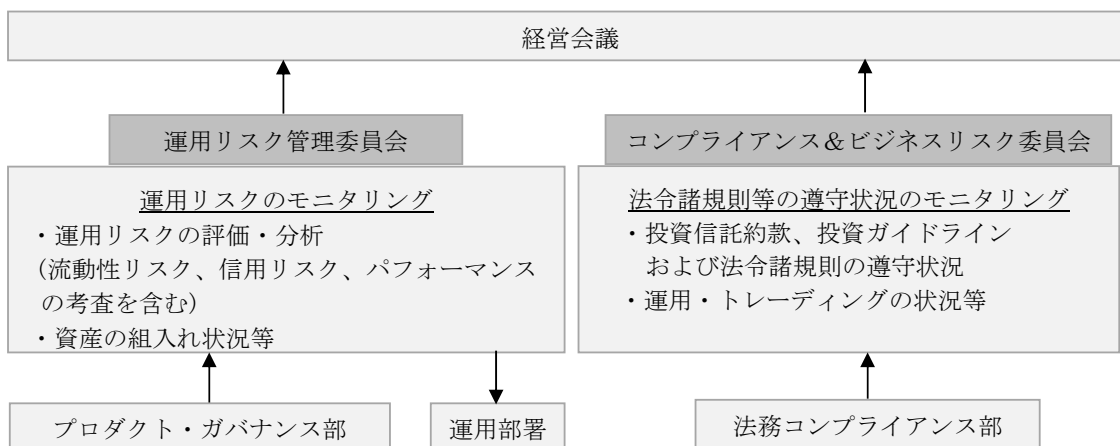 経営会議
運用リスク管理委員会
運用リスクのモニタリング
・運用リスクの評価・分析
(流動性リスク、信用リスク、パフォーマンス
の考査を含む)
・資産の組入れ状況等
コンプライアンス＆ビジネスリスク委員会
法令諸規則等の遵守状況のモニタリング
・投資信託約款、投資ガイドライン
および法令諸規則の遵守状況
・運用・トレーディングの状況等
プロダクト・ガバナンス部
運用部署
法務コンプライアンス部